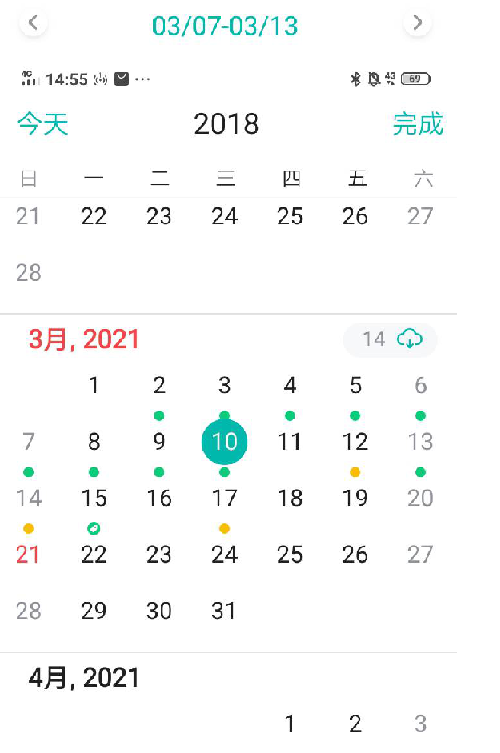 03/07-03/13
4G 14:55 ··· 69
今天 2018 完成
日 一 二 三 四 五 六
21 22 23 24 25 26 27
28
3月, 2021 14
1 2 3 4 5 6
7 8 9 10 11 12 13
14 15 16 17 18 19 20
21 22 23 24 25 26 27
28 29 30 31
4月, 2021
1 2 3